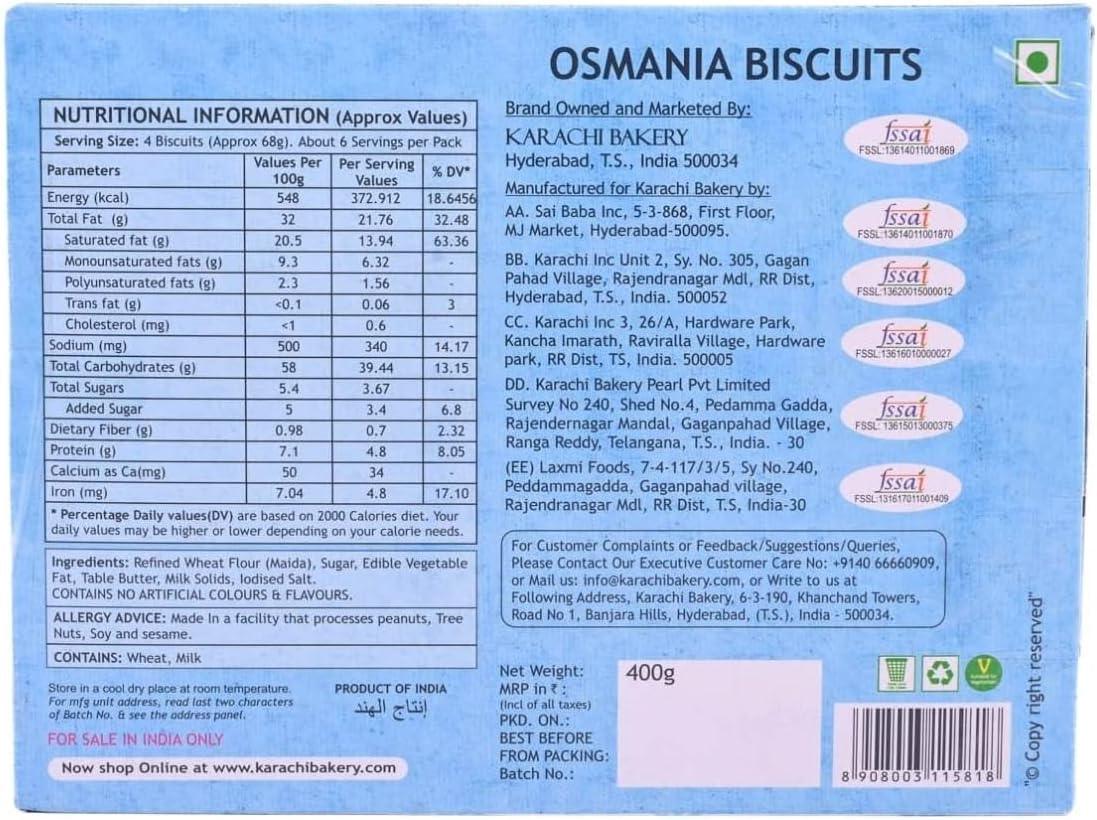 OSMANIA BISCUITS
NUTRITIONAL INFORMATION (Approx Values)
Serving Size: 4 Biscuits (Approx 68g). About 6 Servings per Pack
Parameters Values Per 100g Per Serving Values % DV*
Energy (kcal) 548 372.912 18.6456
Total Fat (g) 32 21.76 32.48
Saturated fat (g) 20.5 13.94 63.36
Monounsaturated fats (g) 9.3 6.32 -
Polyunsaturated fats (g) 2.3 1.56 -
Trans fat (g) <0.1 0.06 3
Cholesterol (mg) <1 0.6 -
Sodium (mg) 500 340 14.17
Total Carbohydrates (g) 58 39.44 13.15
Total Sugars 5.4 3.67 -
Added Sugar 5 3.4 6.8
Dietary Fiber (g) 0.98 0.7 2.32
Protein (g) 7.1 4.8 8.05
Calcium as Ca(mg) 50 34 -
Iron (mg) 7.04 4.8 17.10
* Percentage Daily values(DV) are based on 2000 Calories diet. Your
daily values may be higher or lower depending on your calorie needs.
Ingredients: Refined Wheat Flour (Maida), Sugar, Edible Vegetable
Fat, Table Butter, Milk Solids, Iodised Salt.
CONTAINS NO ARTIFICIAL COLOURS & FLAVOURS.
ALLERGY ADVICE: Made In a facility that processes peanuts, Tree
Nuts, Soy and sesame.
CONTAINS: Wheat, Milk
Store in a cool dry place at room temperature.
For mfg unit address, read last two characters
of Batch No. & see the address panel.
PRODUCT OF INDIA
إنتاج الهند
FOR SALE IN INDIA ONLY
Now shop Online at www.karachibakery.com
Brand Owned and Marketed By:
KARACHI BAKERY
Hyderabad, T.S., India 500034
fssai
FSSL:13614011001869
Manufactured for Karachi Bakery by:
AA. Sai Baba Inc, 5-3-868, First Floor,
MJ Market, Hyderabad-500095.
fssai
FSSL:13614011001870
BB. Karachi Inc Unit 2, Sy. No. 305, Gagan
Pahad Village, Rajendranagar Mdl, RR Dist,
Hyderabad, T.S., India. 500052
fssai
FSSL:13620015000012
CC. Karachi Inc 3, 26/A, Hardware Park,
Kancha Imarath, Raviralla Village, Hardware
park, RR Dist, TS, India. 500005
fssai
FSSL:13616010000027
DD. Karachi Bakery Pearl Pvt Limited
Survey No 240, Shed No.4, Pedamma Gadda,
Rajendernagar Mandal, Gaganpahad Village,
Ranga Reddy, Telangana, T.S., India. - 30
fssai
FSSL: 13615013000375
(EE) Laxmi Foods, 7-4-117/3/5, Sy No.240,
Peddammagadda, Gaganpahad village,
Rajendranagar Mdl, RR Dist, T.S, India-30
fssai
FSSL:131617011001409
For Customer Complaints or Feedback/Suggestions/Queries,
Please Contact Our Executive Customer Care No: +9140 66660909,
or Mail us: info@karachibakery.com, or Write to us at
Following Address, Karachi Bakery, 6-3-190, Khanchand Towers,
Road No 1, Banjara Hills, Hyderabad, (T.S.), India - 500034.
Net Weight: 400g
MRP in ₹ :
(Incl of all taxes)
PKD. ON.:
BEST BEFORE
FROM PACKING:
Batch No.:
V
8 908003 115818
"© Copy right reserved"